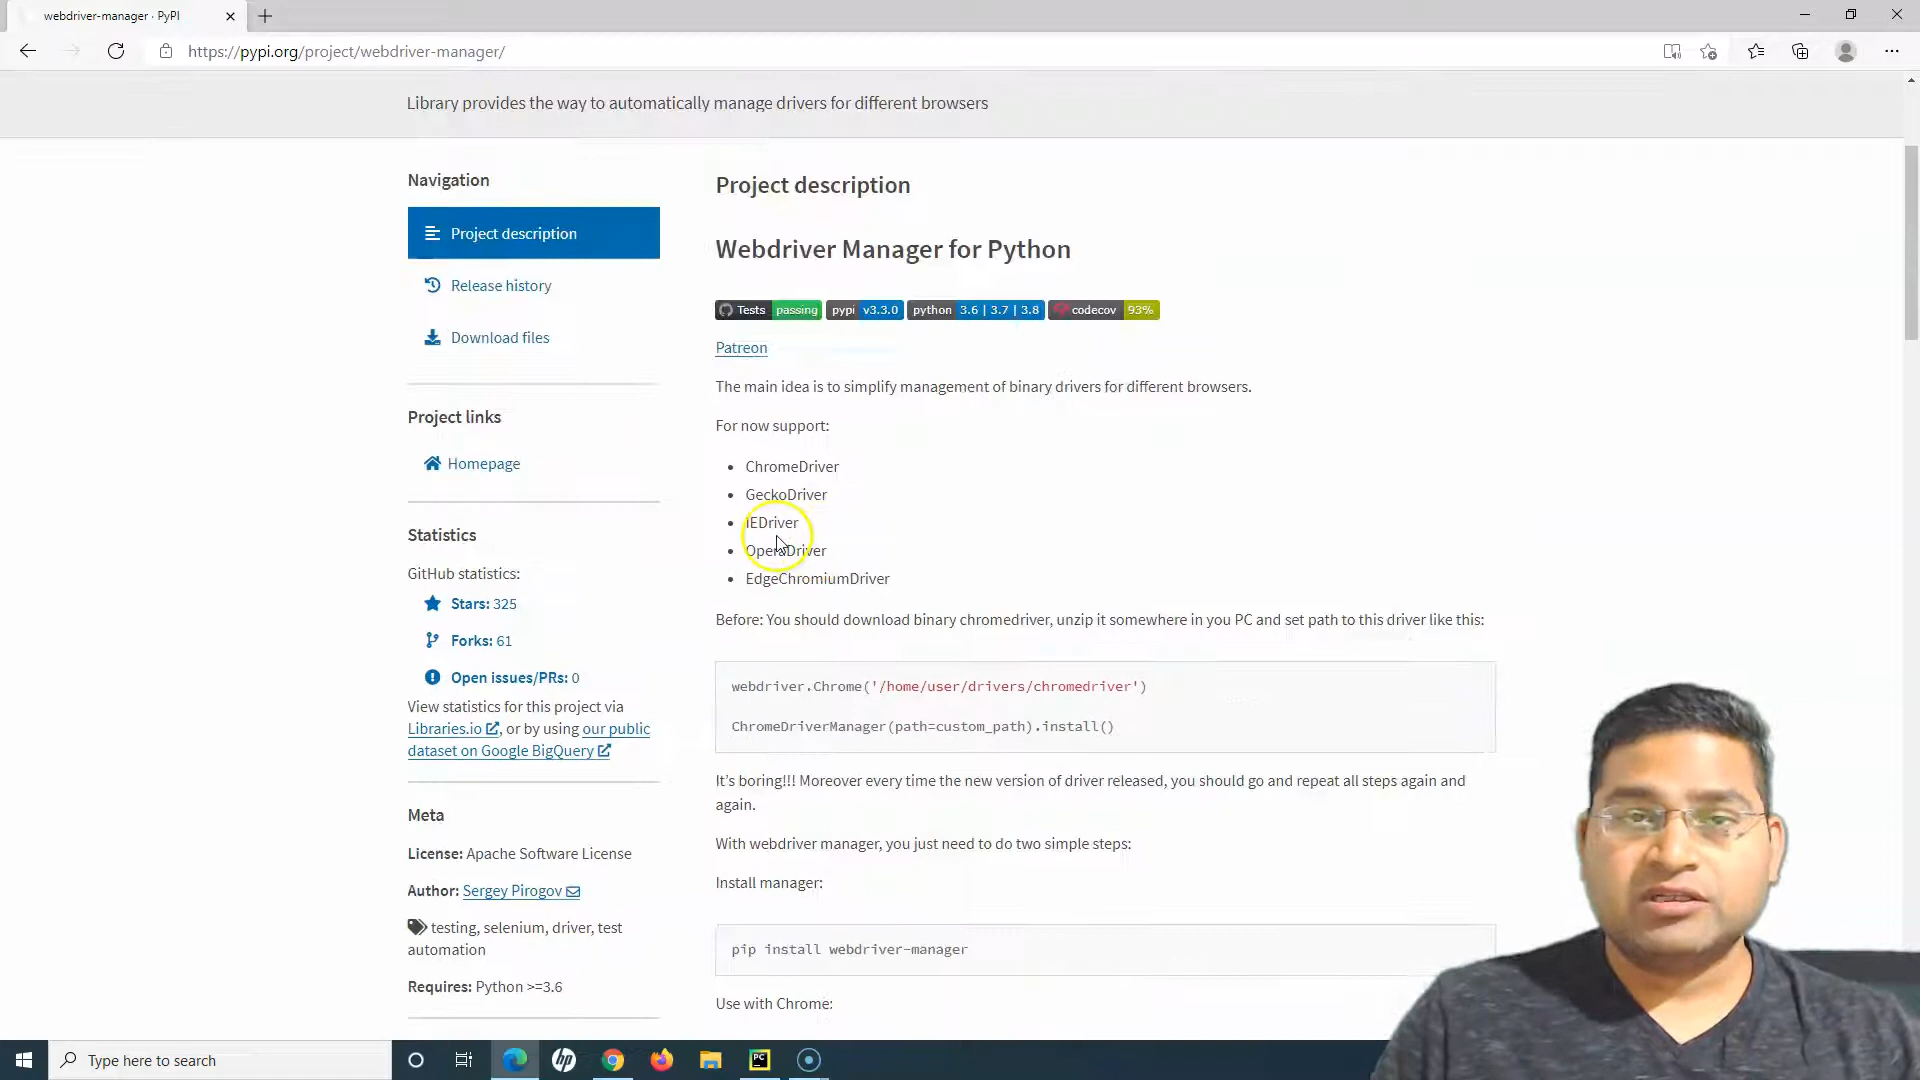 webdriver-manager · PyPI
https://pypi.org/project/webdriver-manager/
Library provides the way to automatically manage drivers for different browsers
Navigation
Project description
Release history
Download files
Project links
Homepage
Statistics
GitHub statistics:
Stars: 325
Forks: 61
Open issues/PRs: 0
View statistics for this project via
Libraries.io, or by using our public
dataset on Google BigQuery
Meta
License: Apache Software License
Author: Sergey Pirogov
testing, selenium, driver, test
automation
Requires: Python >=3.6
Project description
Webdriver Manager for Python
Tests passing pypi v3.3.0 python 3.6 | 3.7 | 3.8 codecov 93%
Patreon
The main idea is to simplify management of binary drivers for different browsers.
For now support:
• ChromeDriver
• GeckoDriver
• IEDriver
• OperaDriver
• EdgeChromiumDriver
Before: You should download binary chromedriver, unzip it somewhere in you PC and set path to this driver like this:
webdriver.Chrome('/home/user/drivers/chromedriver')
ChromeDriverManager(path=custom_path).install()
It's boring!!! Moreover every time the new version of driver released, you should go and repeat all steps again and
again.
With webdriver manager, you just need to do two simple steps:
Install manager:
pip install webdriver-manager
Use with Chrome:
Type here to search
hp
PC